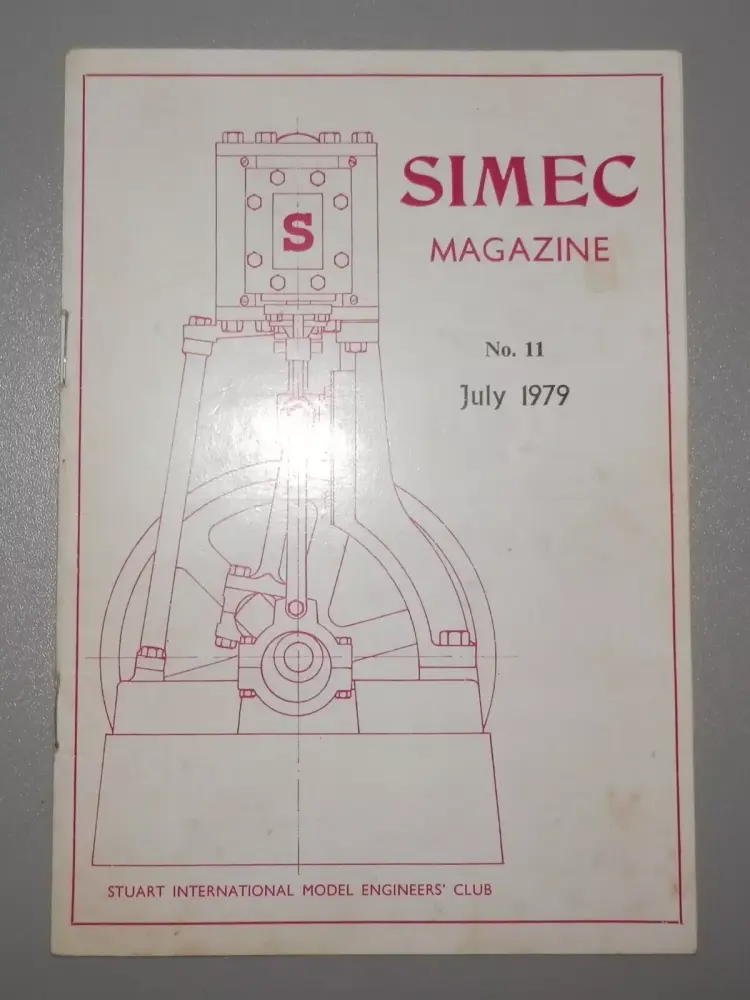 SIMEC
MAGAZINE
S
No. 11
July 1979
STUART INTERNATIONAL MODEL ENGINEERS' CLUB